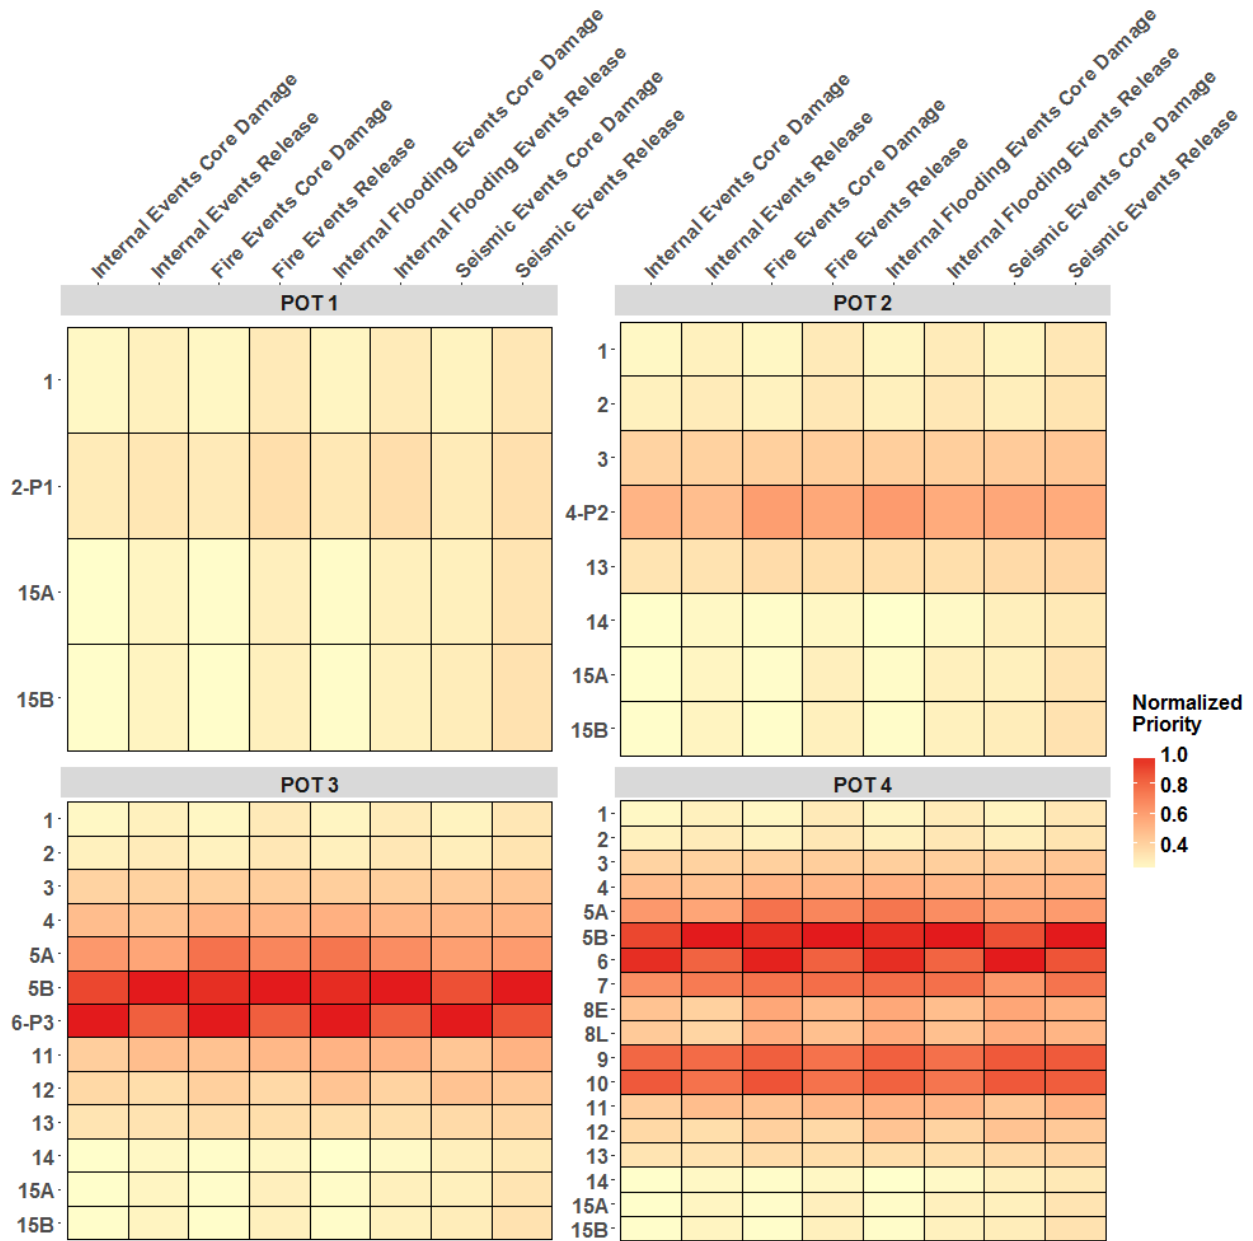 Internal Events Core Damage
Internal Events Release
Fire Events Core Damage
Fire Events Release
Internal Flooding Events Core Damage
Internal Flooding Events Release
Seismic Events Core Damage
Seismic Events Release
Internal Events Core Damage
Internal Events Release
Fire Events Core Damage
Fire Events Release
Internal Flooding Events Core Damage
Internal Flooding Events Release
Seismic Events Core Damage
Seismic Events Release
POT 1
1
2-P1
15A
15B
POT 2
1
2
3
4-P2
13
14
15A
15B
POT 3
1
2
3
4
5A
5B
6-P3
11
12
13
14
15A
15B
POT 4
1
2
3
4
5A
5B
6
7
8E
8L
9
10
11
12
13
14
15A
15B
Normalized
Priority
1.0
0.8
0.6
0.4